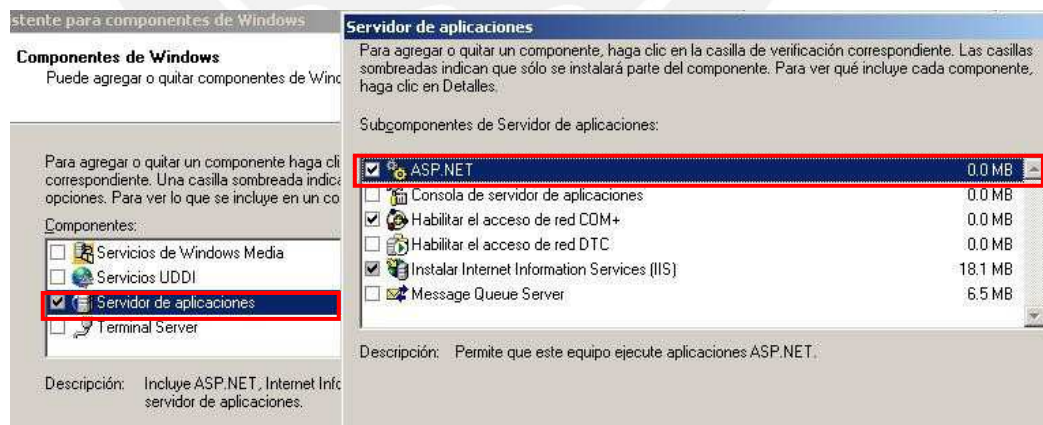 stente para componentes de Windows
Componentes de Windows
Puede agregar o quitar componentes de Winc
Para agregar o quitar un componente haga cli
correspondiente. Una casilla sombreada indica
opciones. Para ver lo que se incluye en un co
Componentes:
Servicios de Windows Media
Servicios UDDI
Servidor de aplicaciones
Terminal Server
Descripción: Incluye ASP.NET, Internet Info
servidor de aplicaciones.
Servidor de aplicaciones
Para agregar o quitar un componente, haga clic en la casilla de verificación correspondiente. Las casillas
sombreadas indican que sólo se instalará parte del componente. Para ver qué incluye cada componente,
haga clic en Detalles.
Subcomponentes de Servidor de aplicaciones:
ASP.NET 0.0 MB
Consola de servidor de aplicaciones 0.0 MB
Habilitar el acceso de red COM+ 0.0 MB
Habilitar el acceso de red DTC 0.0 MB
Instalar Internet Information Services (IIS) 18.1 MB
Message Queue Server 6.5 MB
Descripción: Permite que este equipo ejecute aplicaciones ASP.NET.